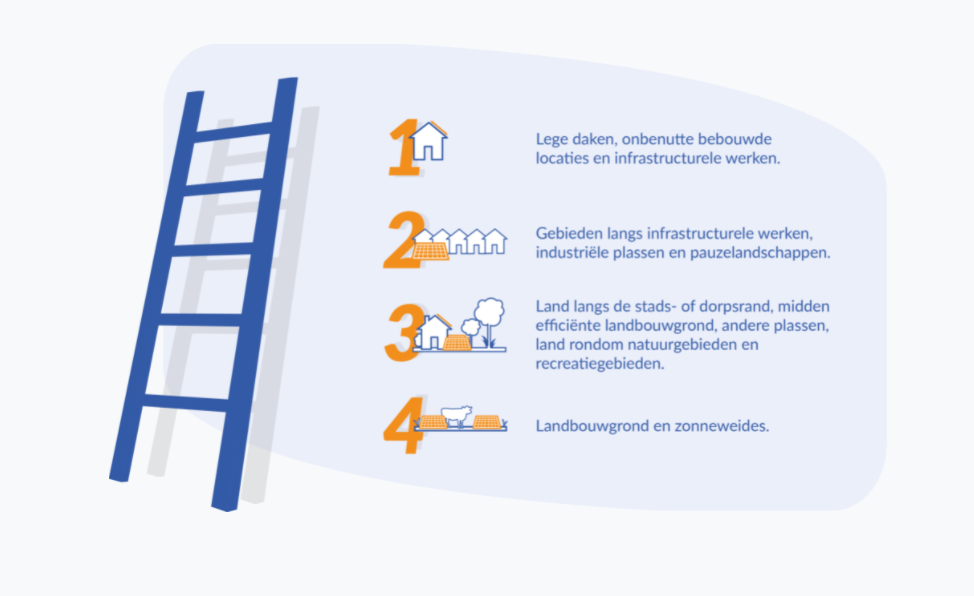 1
Lege daken, onbenutte bebouwde
locaties en infrastructurele werken.
2
Gebieden langs infrastructurele werken,
industriële plassen en pauzelandschappen.
3
Land langs de stads- of dorpsrand, midden
efficiënte landbouwgrond, andere plassen,
land rondom natuurgebieden en
recreatiegebieden.
4
Landbouwgrond en zonneweides.